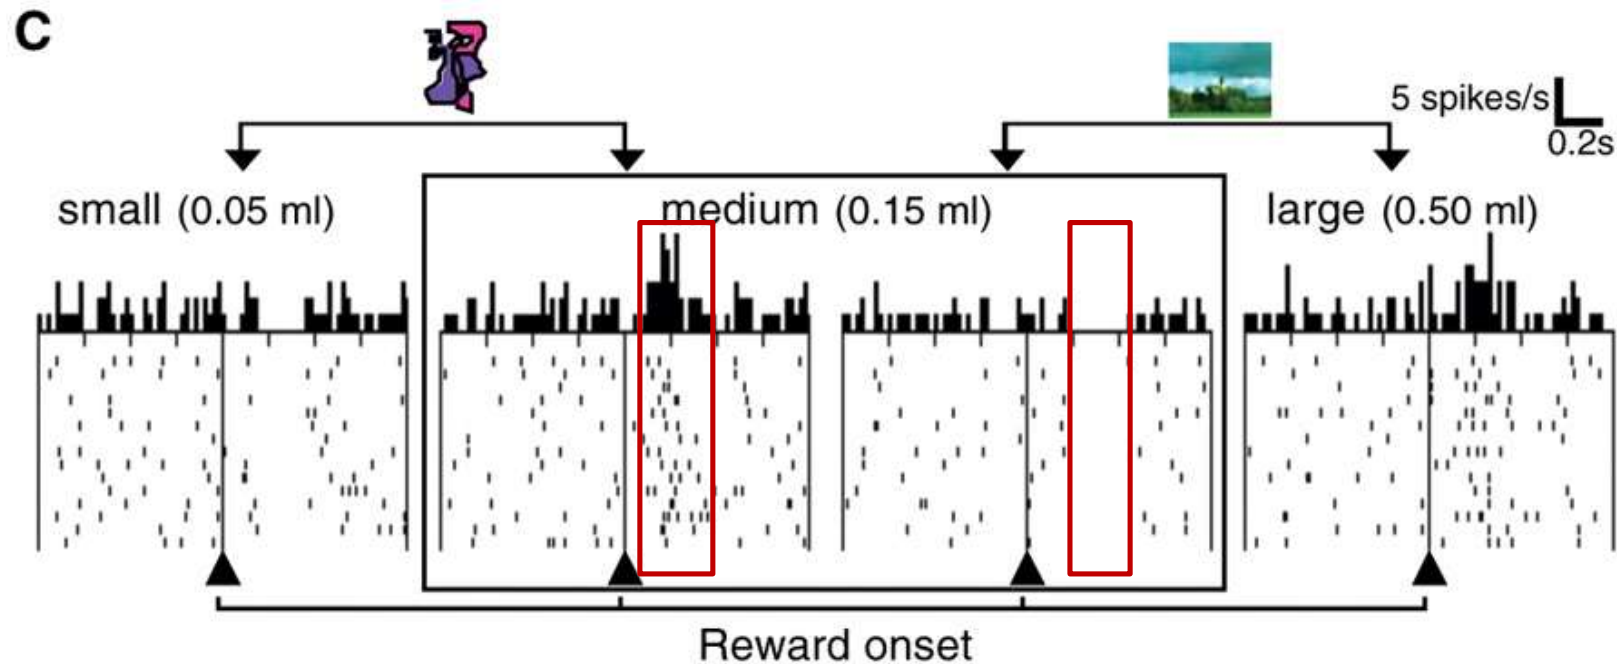 C
5 spikes/s
0.2s
small (0.05 ml)
medium (0.15 ml)
large (0.50 ml)
Reward onset